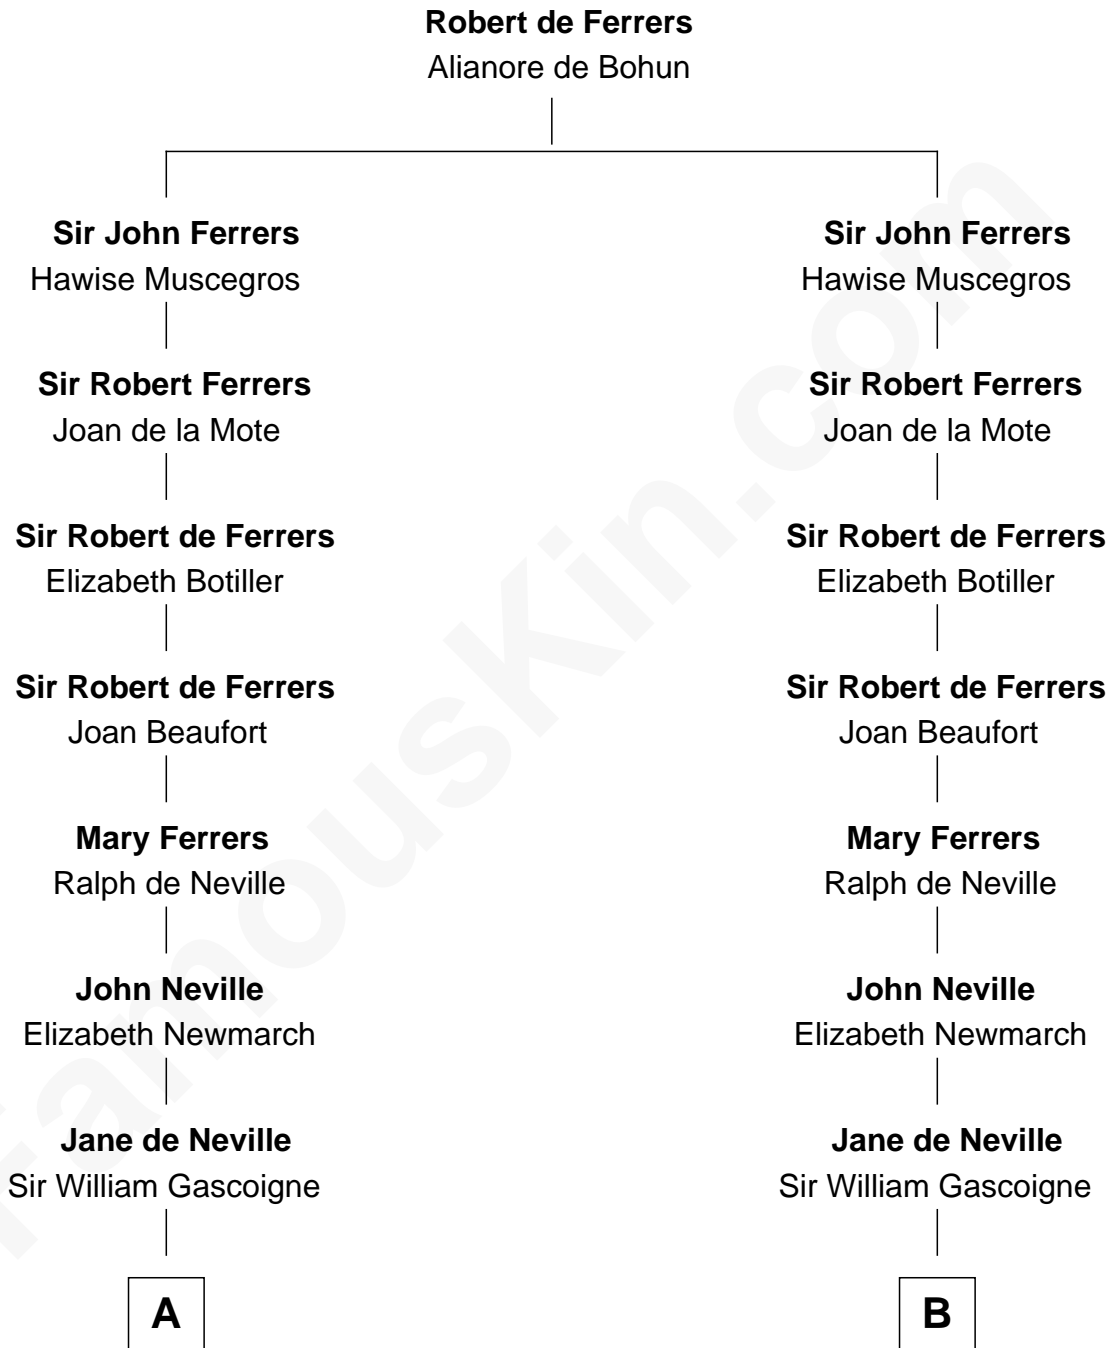 Robert de Ferrers
Alianore de Bohun
Sir John Ferrers
Hawise Muscegros
Sir John Ferrers
Hawise Muscegros
Sir Robert Ferrers
Joan de la Mote
Sir Robert Ferrers
Joan de la Mote
Sir Robert de Ferrers
Elizabeth Botiller
Sir Robert de Ferrers
Elizabeth Botiller
Sir Robert de Ferrers
Joan Beaufort
Sir Robert de Ferrers
Joan Beaufort
Mary Ferrers
Ralph de Neville
Mary Ferrers
Ralph de Neville
John Neville
Elizabeth Newmarch
John Neville
Elizabeth Newmarch
Jane de Neville
Sir William Gascoigne
Jane de Neville
Sir William Gascoigne
A
B
FamousKin.com